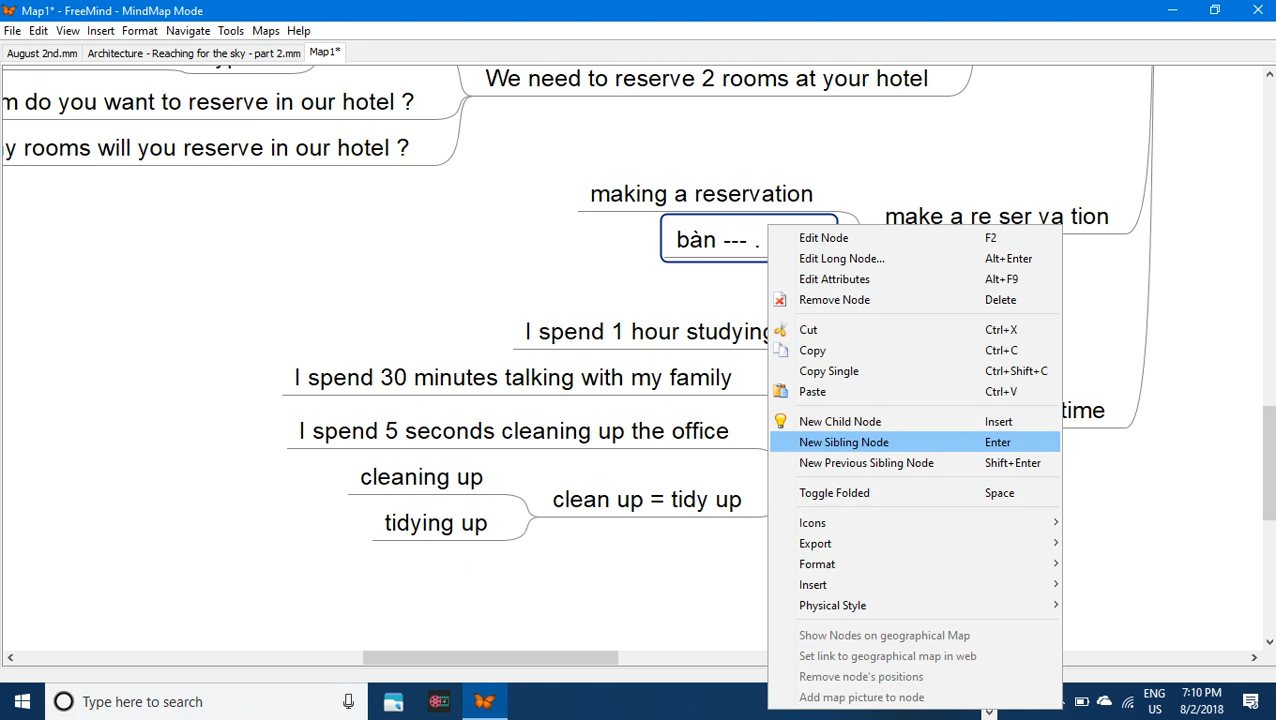 Map1* - FreeMind - MindMap Mode
File Edit View Insert Format Navigate Tools Maps Help
August 2nd.mm Architecture - Reaching for the sky - part 2.mm Map1*
We need to reserve 2 rooms at your hotel
m do you want to reserve in our hotel ?
y rooms will you reserve in our hotel ?
making a reservation
make a re ser va tion
bàn --- .
I spend 1 hour studying
I spend 30 minutes talking with my family
time
I spend 5 seconds cleaning up the office
cleaning up
clean up = tidy up
tidying up
Edit Node F2
Edit Long Node... Alt+Enter
Edit Attributes Alt+F9
Remove Node Delete
Cut Ctrl+X
Copy Ctrl+C
Copy Single Ctrl+Shift+C
Paste Ctrl+V
New Child Node Insert
New Sibling Node Enter
New Previous Sibling Node Shift+Enter
Toggle Folded Space
Icons
Export
Format
Insert
Physical Style
Show Nodes on geographical Map
Set link to geographical map in web
Remove node's positions
Add map picture to node
Type here to search
ENG
US
7:10 PM
8/2/2018